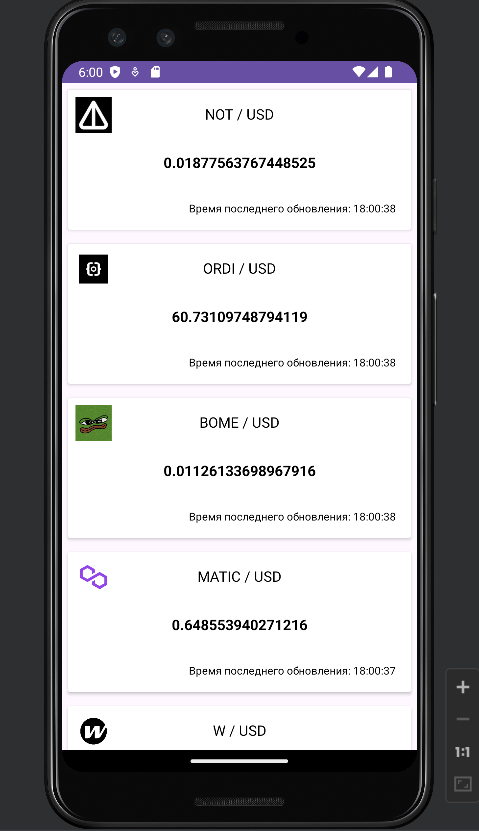 6:00
NOT / USD
0.01877563767448525
Время последнего обновления: 18:00:38
ORDI / USD
60.73109748794119
Время последнего обновления: 18:00:38
BOME / USD
0.01126133698967916
Время последнего обновления: 18:00:38
MATIC / USD
0.648553940271216
Время последнего обновления: 18:00:37
W
W / USD
1:1